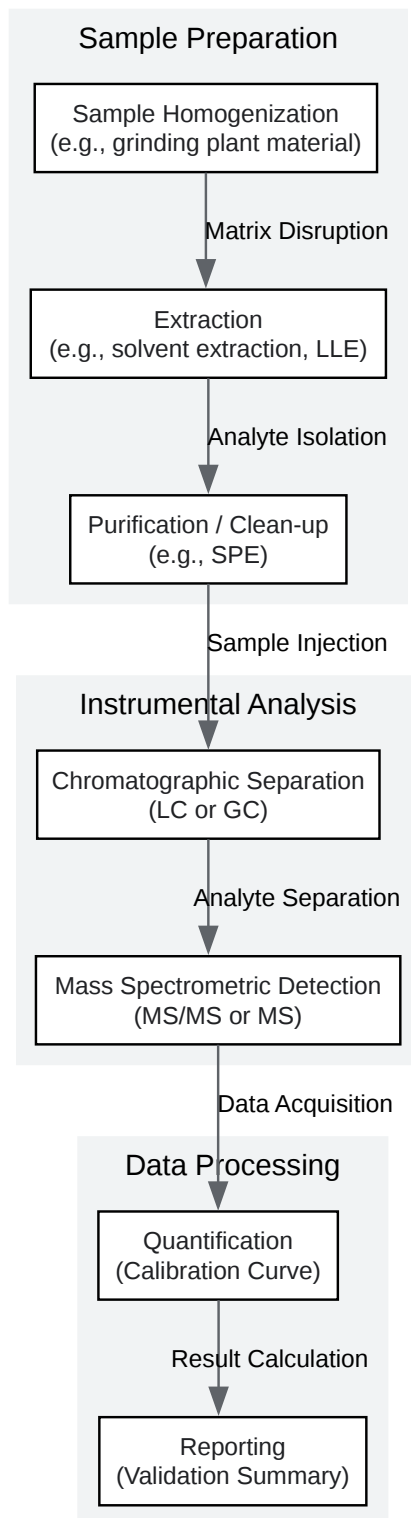 Sample Preparation
Sample Homogenization
(e.g., grinding plant material)
Matrix Disruption
Extraction
(e.g., solvent extraction, LLE)
Analyte Isolation
Purification / Clean-up
(e.g., SPE)
Sample Injection
Instrumental Analysis
Chromatographic Separation
(LC or GC)
Analyte Separation
Mass Spectrometric Detection
(MS/MS or MS)
Data Acquisition
Data Processing
Quantification
(Calibration Curve)
Result Calculation
Reporting
(Validation Summary)